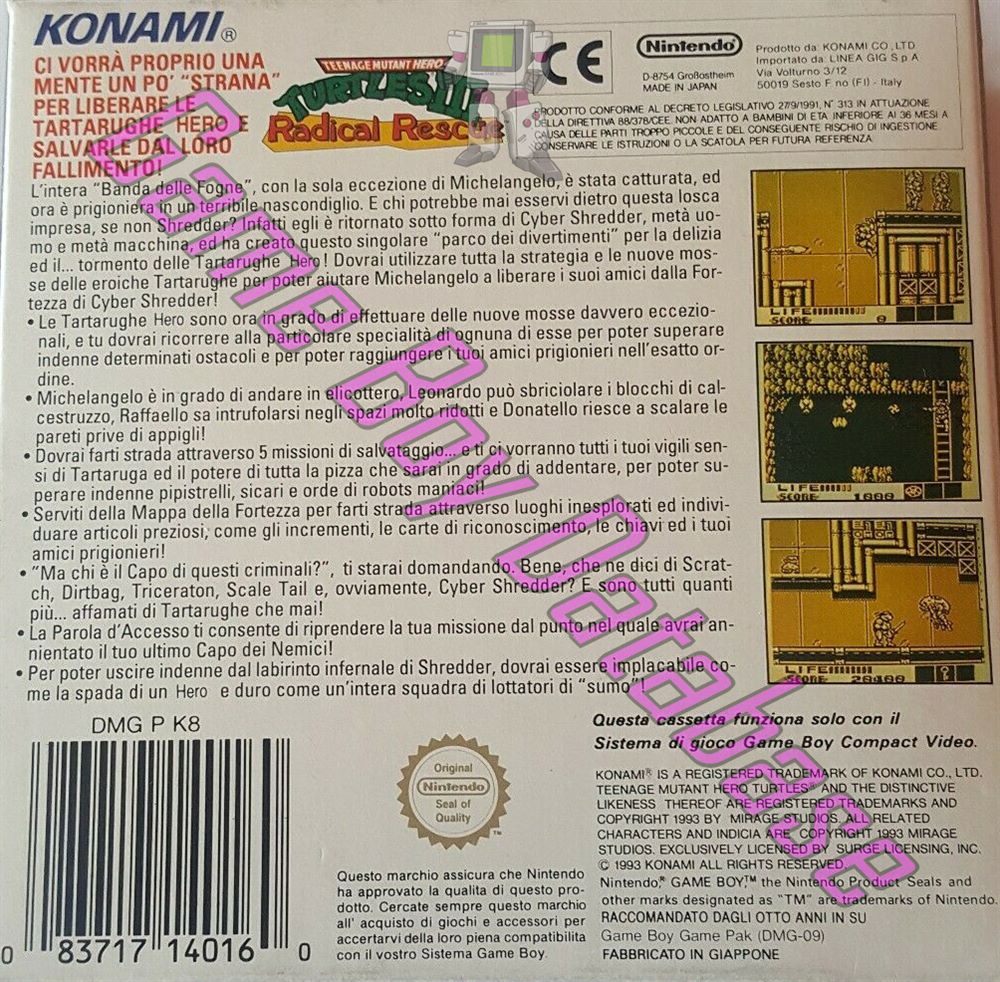 KONAMI®
CI VORRÀ PROPRIO UNA
MENTE UN PO' "STRANA"
PER LIBERARE LE
TARTARUGHE HERO E
SALVARLE DAL LORO
FALLIMENTO!
TEENAGE MUTANT HERO
TURTLES III
Radical Rescue
CE
Nintendo®
D-8754 Großostheim
MADE IN JAPAN
Prodotto da: KONAMI CO., LTD.
Importato da: LINEA GIG S.p.A.
Via Volturno 3/12
50019 Sesto F.no (FI) - Italy
PRODOTTO CONFORME AL DECRETO LEGISLATIVO 27/9/1991, N° 313 IN ATTUAZIONE
DELLA DIRETTIVA 88/378/CEE. NON ADATTO A BAMBINI DI ETA INFERIORE AI 36 MESI A
CAUSA DELLE PARTI TROPPO PICCOLE E DEL CONSEGUENTE RISCHIO DI INGESTIONE.
CONSERVARE LE ISTRUZIONI O LA SCATOLA PER FUTURA REFERENZA.
L'intera "Banda delle Fogne", con la sola eccezione di Michelangelo, è stata catturata, ed
ora è prigioniera in un terribile nascondiglio. E chi potrebbe mai esservi dietro questa losca
impresa, se non Shredder? Infatti egli è ritornato sotto forma di Cyber Shredder, metà uo-
mo e metà macchina, ed ha creato questo singolare "parco dei divertimenti" per la delizia
ed il... tormento delle Tartarughe Hero! Dovrai utilizzare tutta la strategia e le nuove mos-
se delle eroiche Tartarughe per poter aiutare Michelangelo a liberare i suoi amici dalla For-
tezza di Cyber Shredder!
• Le Tartarughe Hero sono ora in grado di effettuare delle nuove mosse davvero eccezio-
nali, e tu dovrai ricorrere alla particolare specialità di ognuna di esse per poter superare
indenne determinati ostacoli e per poter raggiungere i tuoi amici prigionieri nell'esatto or-
dine.
• Michelangelo è in grado di andare in elicottero, Leonardo può sbriciolare i blocchi di cal-
cestruzzo, Raffaello sa intrufolarsi negli spazi molto ridotti e Donatello riesce a scalare le
pareti prive di appigli!
• Dovrai farti strada attraverso 5 missioni di salvataggio... e ti ci vorranno tutti i tuoi vigili sen-
si di Tartaruga ed il potere di tutta la pizza che sarai in grado di addentare, per poter su-
perare indenne pipistrelli, sicari e orde di robots maniaci!
• Serviti della Mappa della Fortezza per farti strada attraverso luoghi inesplorati ed indivi-
duare articoli preziosi, come gli incrementi, le carte di riconoscimento, le chiavi ed i tuoi
amici prigionieri!
• "Ma chi è il Capo di questi criminali?", ti starai domandando. Bene, che ne dici di Scrat-
ch, Dirtbag, Triceraton, Scale Tail e, ovviamente, Cyber Shredder? E sono tutti quanti
più... affamati di Tartarughe che mai!
• La Parola d'Accesso ti consente di riprendere la tua missione dal punto nel quale avrai an-
nientato il tuo ultimo Capo dei Nemici!
• Per poter uscire indenne dal labirinto infernale di Shredder, dovrai essere implacabile co-
me la spada di un Hero e duro come un'intera squadra di lottatori di "sumo"!
LIFE
SCORE 0
LIFE
SCORE 1000
LIFE
SCORE 20400
DMG P K8
0 83717 14016 0
Original
Nintendo
Seal of
Quality
TM
Questo marchio assicura che Nintendo
ha approvato la qualita di questo pro-
dotto. Cercate sempre questo marchio
all' acquisto di giochi e accessori per
accertarvi della loro piena compatibilita
con il vostro Sistema Game Boy.
Questa cassetta funziona solo con il
Sistema di gioco Game Boy Compact Video.
KONAMI® IS A REGISTERED TRADEMARK OF KONAMI CO., LTD.
TEENAGE MUTANT HERO TURTLES® AND THE DISTINCTIVE
LIKENESS THEREOF ARE REGISTERED TRADEMARKS AND
COPYRIGHT 1993 BY MIRAGE STUDIOS. ALL RELATED
CHARACTERS AND INDICIA ARE COPYRIGHT 1993 MIRAGE
STUDIOS. EXCLUSIVELY LICENSED BY SURGE LICENSING, INC.
© 1993 KONAMI ALL RIGHTS RESERVED.
Nintendo,® GAME BOY,™ the Nintendo Product Seals and
other marks designated as "TM" are trademarks of Nintendo.
RACCOMANDATO DAGLI OTTO ANNI IN SU
Game Boy Game Pak (DMG-09)
FABBRICATO IN GIAPPONE
Game Boy Database